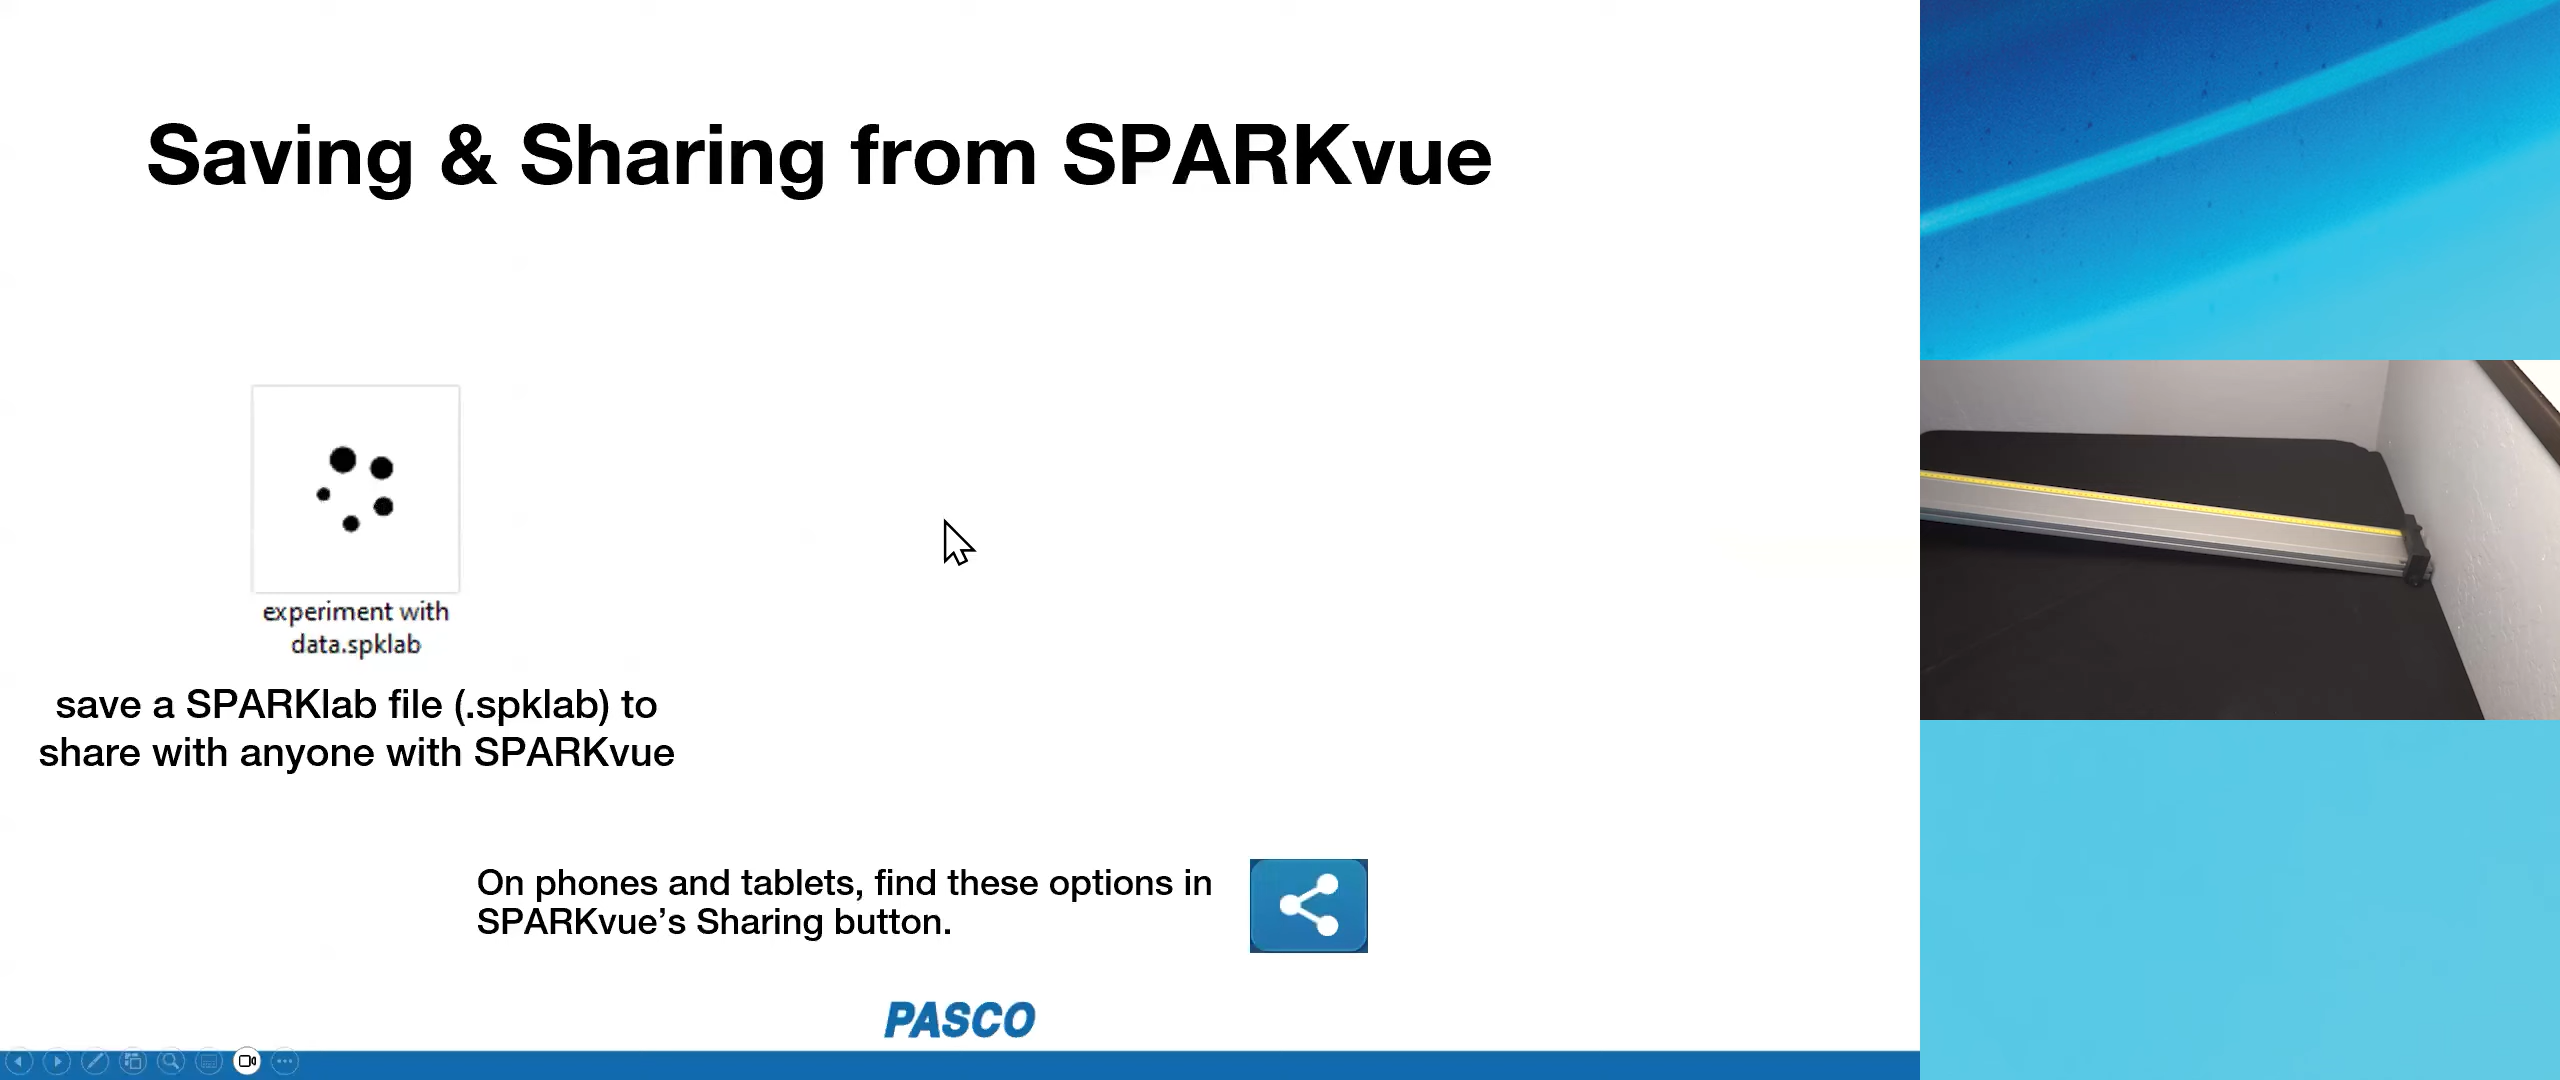 Saving & Sharing from SPARKvue
experiment with
data.spklab
save a SPARKlab file (.spklab) to
share with anyone with SPARKvue
On phones and tablets, find these options in
SPARKvue’s Sharing button.
PASCO